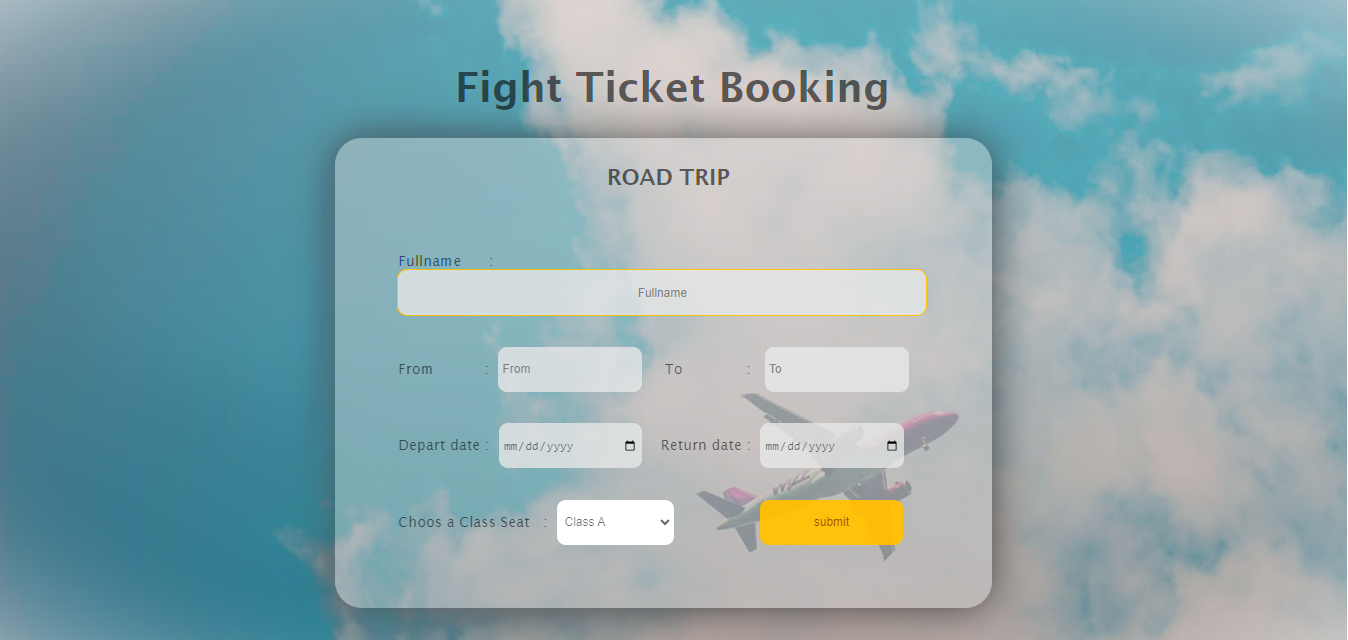 Fight Ticket Booking
ROAD TRIP
Fullname :
Fullname
From : From To : To
Depart date : mm/dd/yyyy Return date : mm/dd/yyyy
Choos a Class Seat : Class A submit